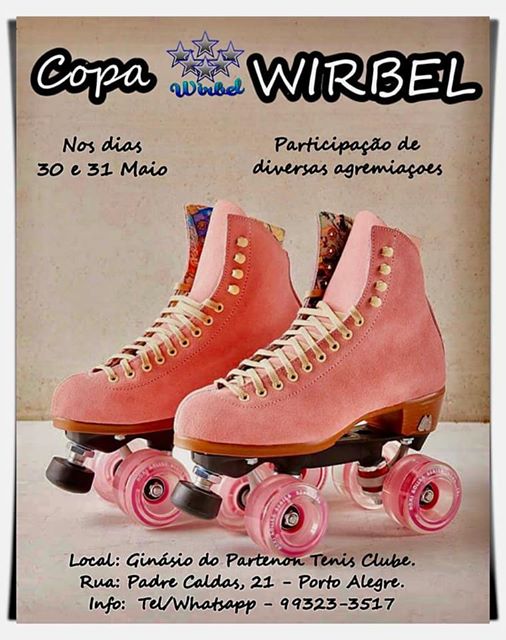 Copa Wirbel WIRBEL
Nos dias
30 e 31 Maio
Participação de
diversas agremiaçoes
Local: Ginásio do Partenon Tenis Clube.
Rua: Padre Caldas, 21 - Porto Alegre.
Info: Tel/Whatsapp - 99323-3517